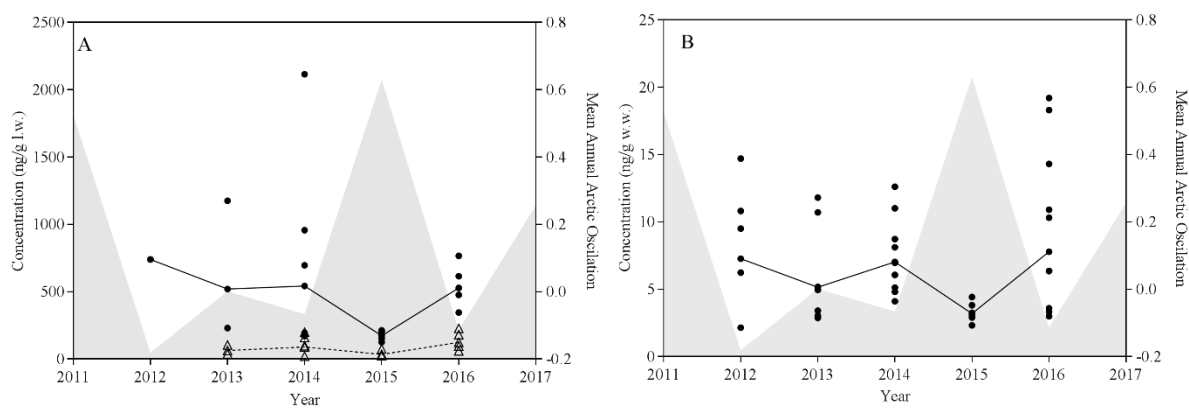 A
Concentration (ng/g l.w.)
2500
2000
1500
1000
500
0
0.8
0.6
0.4
0.2
0.0
-0.2
Mean Annual Arctic Oscilation
2011 2012 2013 2014 2015 2016 2017
Year
B
Concentration (ng/g w.w.)
25
20
15
10
5
0
0.8
0.6
0.4
0.2
0.0
-0.2
Mean Annual Arctic Oscilation
2011 2012 2013 2014 2015 2016 2017
Year